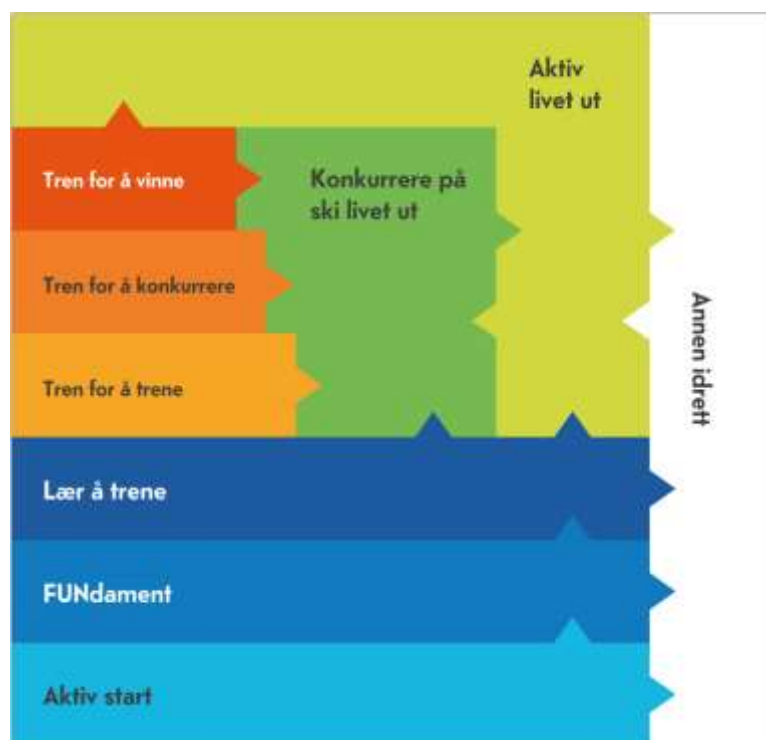 Aktiv
livet ut
Tren for å vinne
Konkurrere på
ski livet ut
Tren for å konkurrere
Annen idrett
Tren for å trene
Lær å trene
FUNdament
Aktiv start